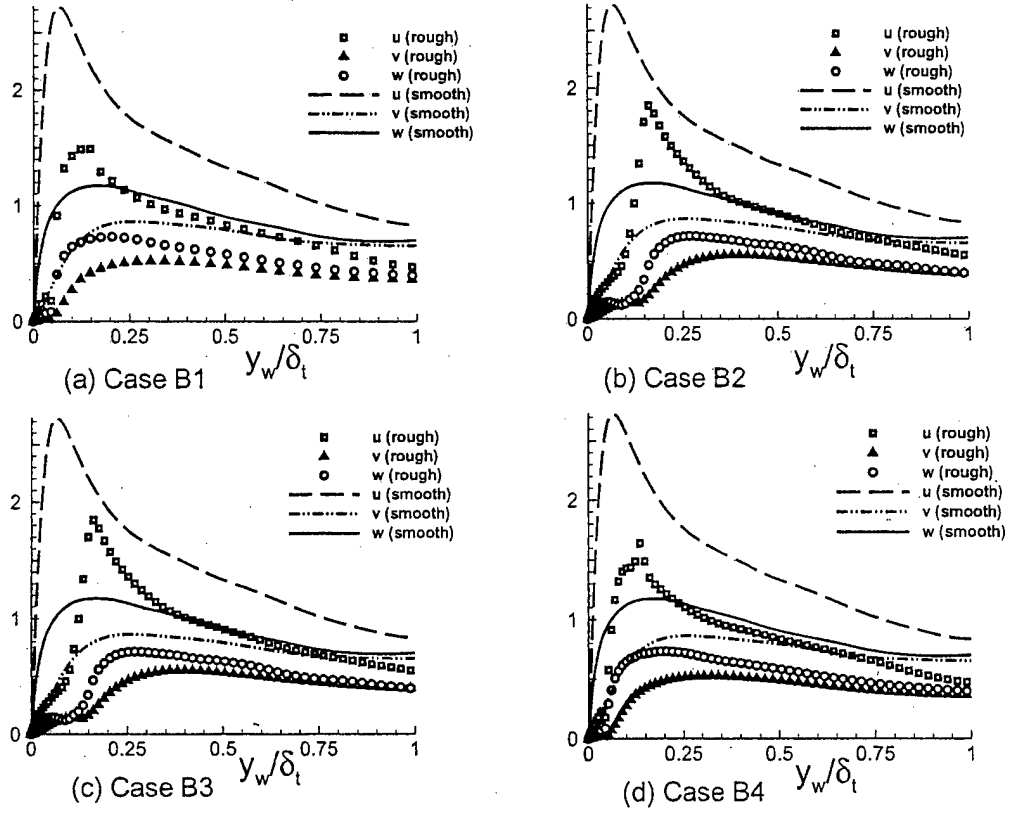 u (rough)
v (rough)
w (rough)
u (smooth)
v (smooth)
w (smooth)
2
1
0
0 0.25 0.5 0.75 1
y_w/δ_t
(a) Case B1
u (rough)
v (rough)
w (rough)
u (smooth)
v (smooth)
w (smooth)
2
1
0
0 0.25 0.5 0.75 1
y_w/δ_t
(b) Case B2
u (rough)
v (rough)
w (rough)
u (smooth)
v (smooth)
w (smooth)
2
1
0
0 0.25 0.5 0.75 1
y_w/δ_t
(c) Case B3
u (rough)
v (rough)
w (rough)
u (smooth)
v (smooth)
w (smooth)
2
1
0
0 0.25 0.5 0.75 1
y_w/δ_t
(d) Case B4